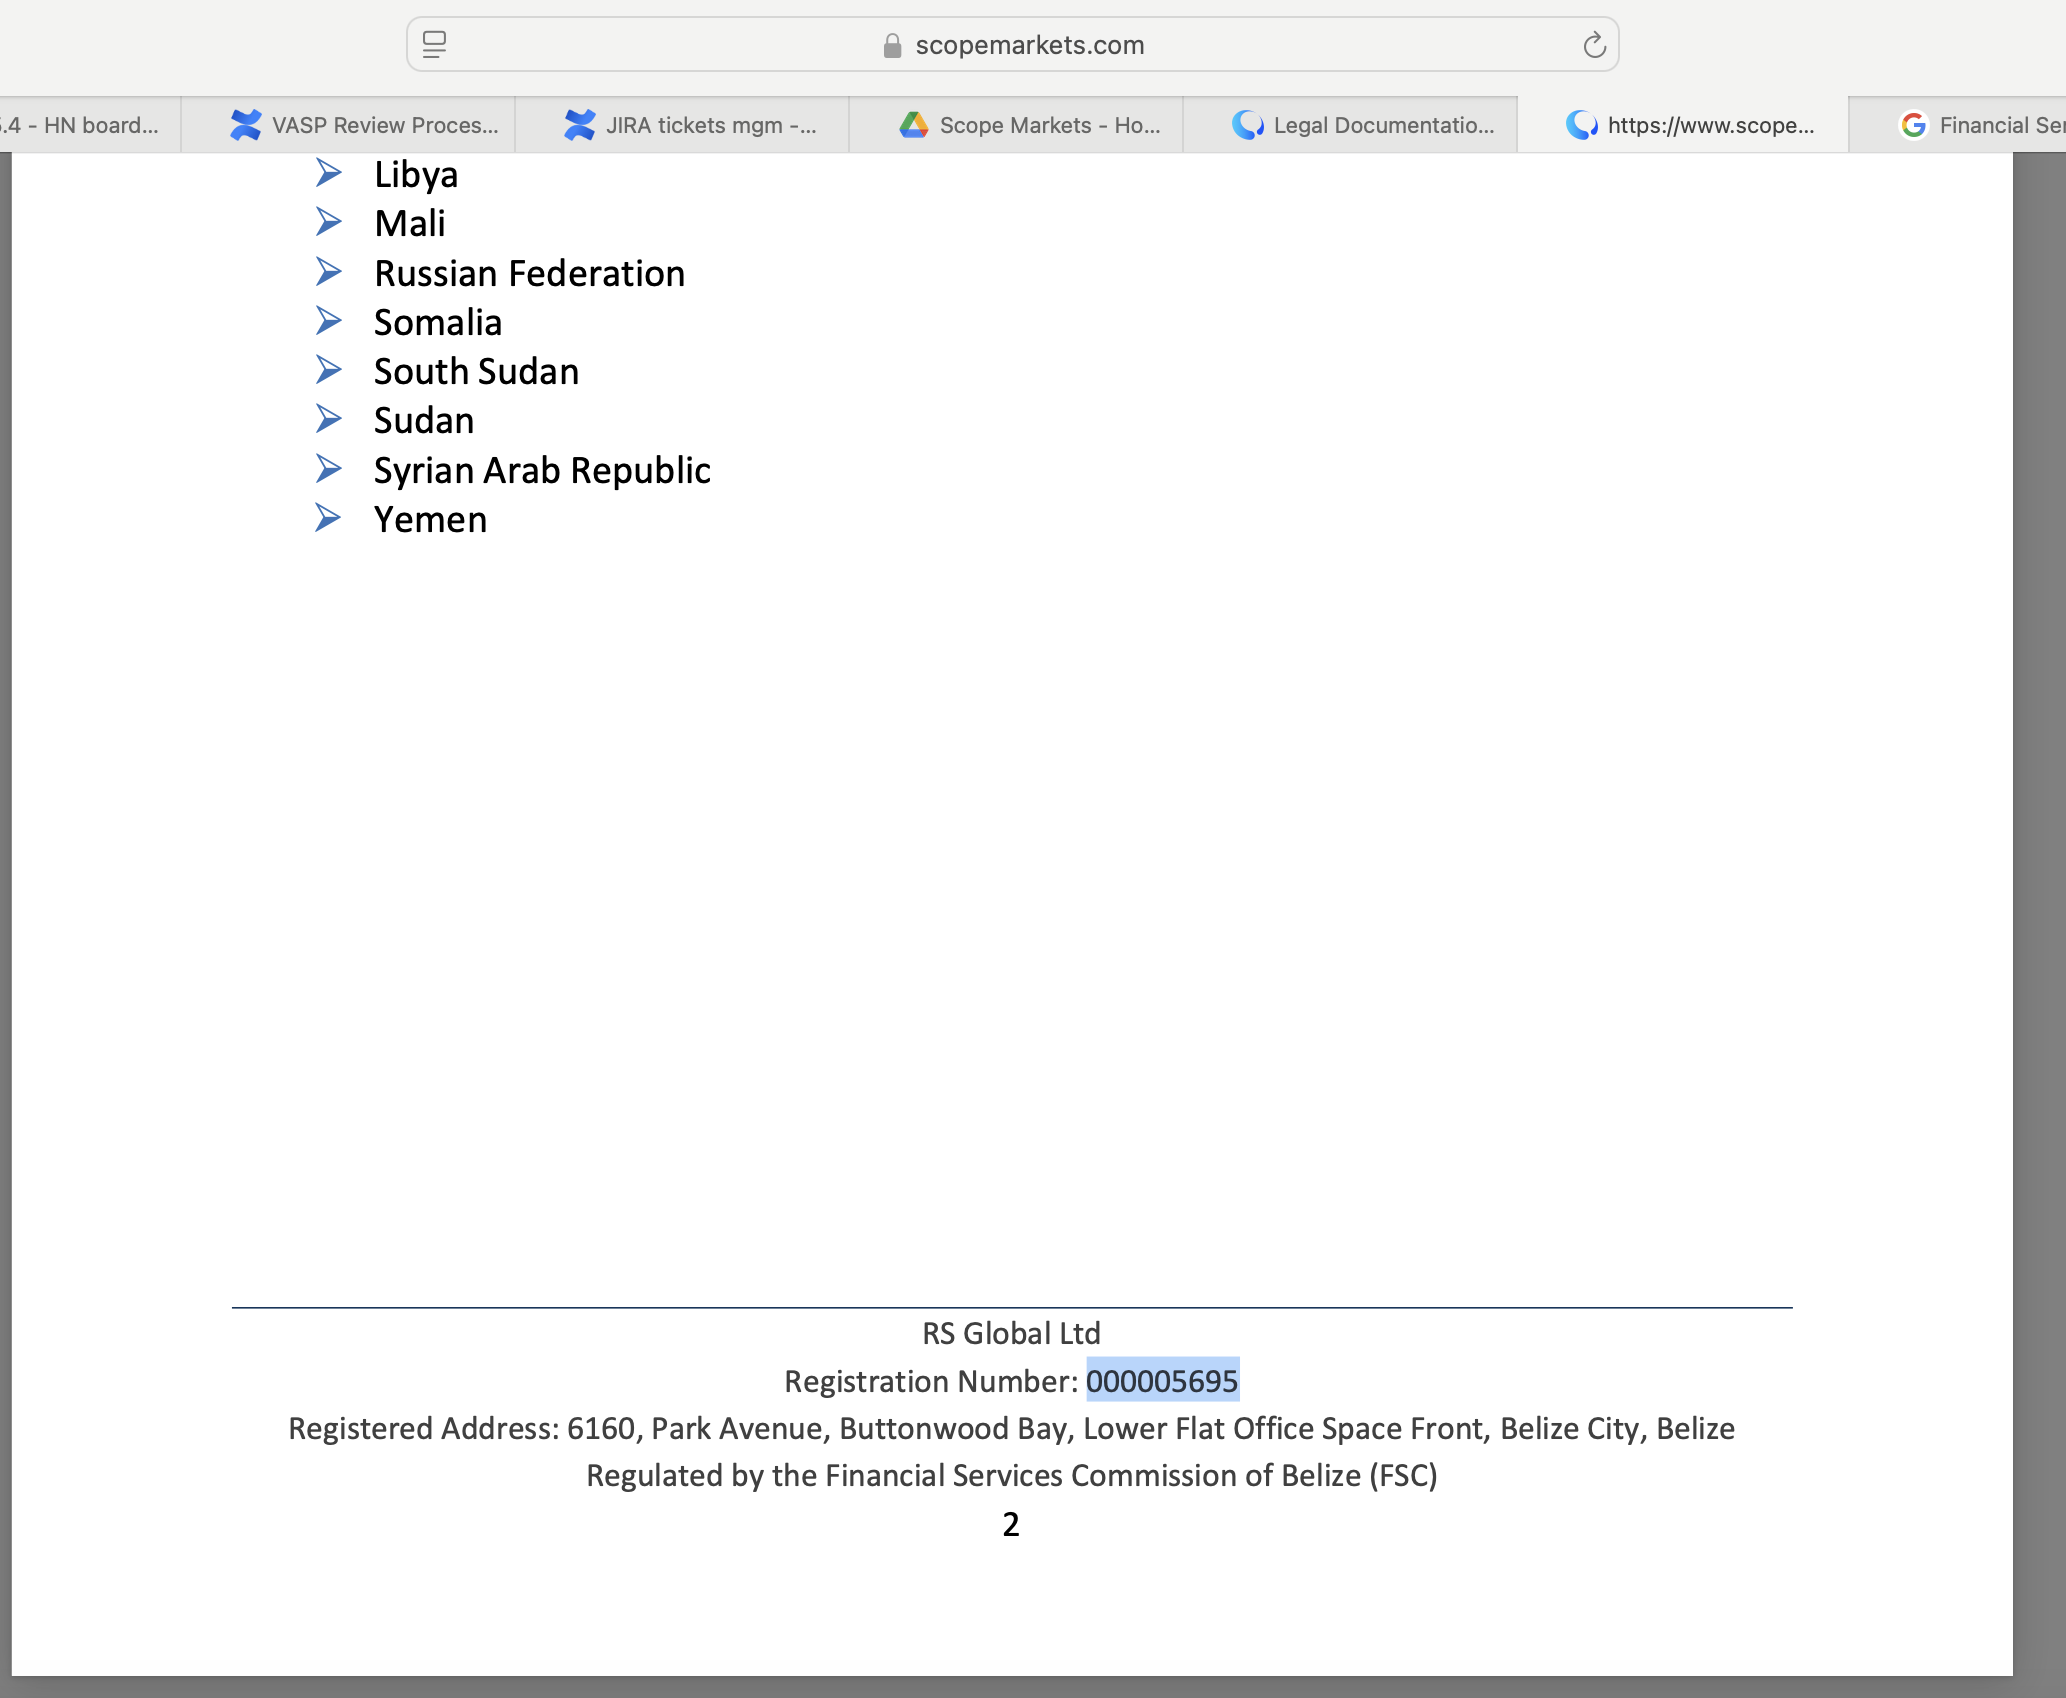 scopemarkets.com
.4 - HN board...
VASP Review Proces...
JIRA tickets mgm -...
Scope Markets - Ho...
Legal Documentatio...
https://www.scope...
Financial Ser
Libya
Mali
Russian Federation
Somalia
South Sudan
Sudan
Syrian Arab Republic
Yemen
RS Global Ltd
Registration Number: 000005695
Registered Address: 6160, Park Avenue, Buttonwood Bay, Lower Flat Office Space Front, Belize City, Belize
Regulated by the Financial Services Commission of Belize (FSC)
2